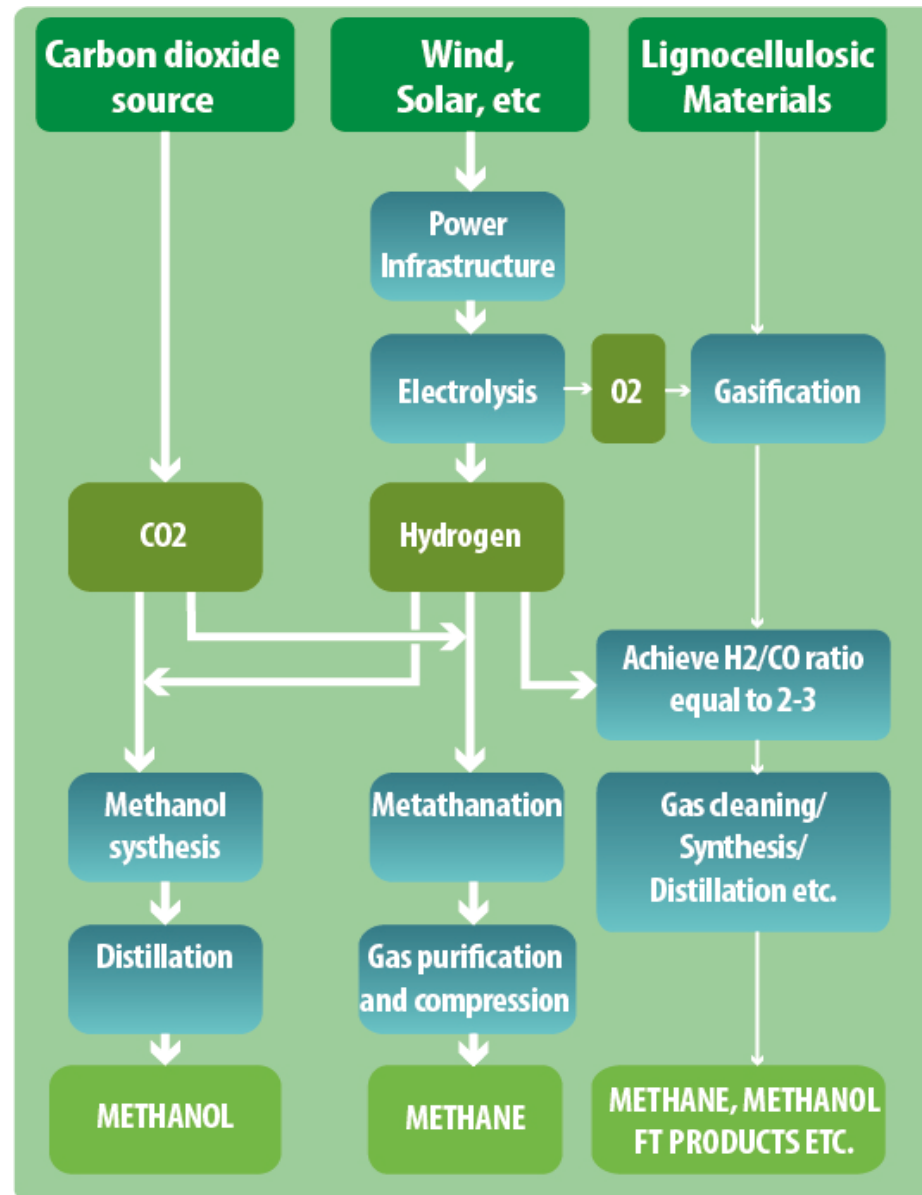 Carbon dioxide
source
Wind,
Solar, etc
Lignocellulosic
Materials
Power
Infrastructure
Electrolysis
O2
Gasification
CO2
Hydrogen
Achieve H2/CO ratio
equal to 2-3
Methanol
systhesis
Metathanation
Gas cleaning/
Synthesis/
Distillation etc.
Distillation
Gas purification
and compression
METHANOL
METHANE
METHANE, METHANOL
FT PRODUCTS ETC.